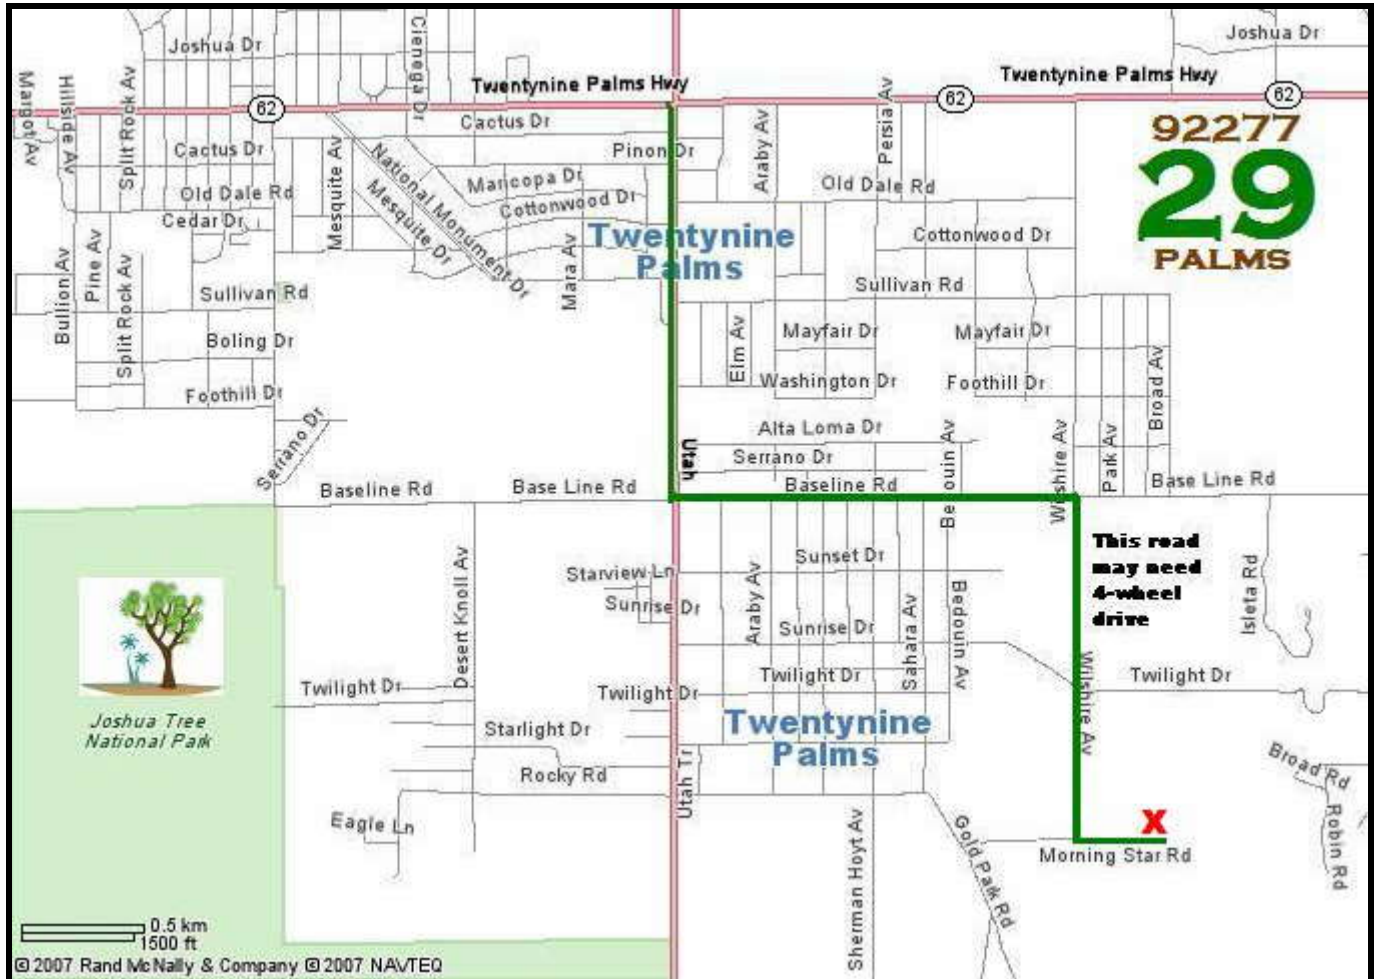 Joshua Dr
Cienega Dr
Twentynine Palms Hwy
Twentynine Palms Hwy
Joshua Dr
62
62
62
Margot Av
Hillside Av
Split Rock Av
Cactus Dr
Cactus Dr
Pinon Dr
Araby Av
Persia Av
92277
29
PALMS
Mesquite Av
National Monument Dr
Mesquite Dr
Maricopa Dr
Cottonwood Dr
Old Dale Rd
Old Dale Rd
Cedar Dr
Cottonwood Dr
Twentynine
Palms
Bullion Av
Pine Av
Split Rock Av
Mara Av
Sullivan Rd
Sullivan Rd
Boling Dr
Elm Av
Mayfair Dr
Mayfair Dr
Foothill Dr
Washington Dr
Foothill Dr
Broad Av
Serrano Dr
Utah
Alta Loma Dr
Serrano Dr
Bedouin Av
Wilshire Av
Park Av
Baseline Rd
Base Line Rd
Baseline Rd
Base Line Rd
This road
may need
4-wheel
drive
Desert Knoll Av
Starview Ln
Sunrise Dr
Araby Av
Sunset Dr
Sunrise Dr
Sahara Av
Bedouin Av
Isleta Rd
Twilight Dr
Twilight Dr
Twilight Dr
Wilshire Av
Twilight Dr
Joshua Tree
National Park
Starlight Dr
Twentynine
Palms
Rocky Rd
Utah Tr
Broad Rd
Robin Rd
Eagle Ln
Sherman Hoyt Av
Gold Park Rd
X
Morning Star Rd
0.5 km
1500 ft
© 2007 Rand McNally & Company © 2007 NAVTEQ